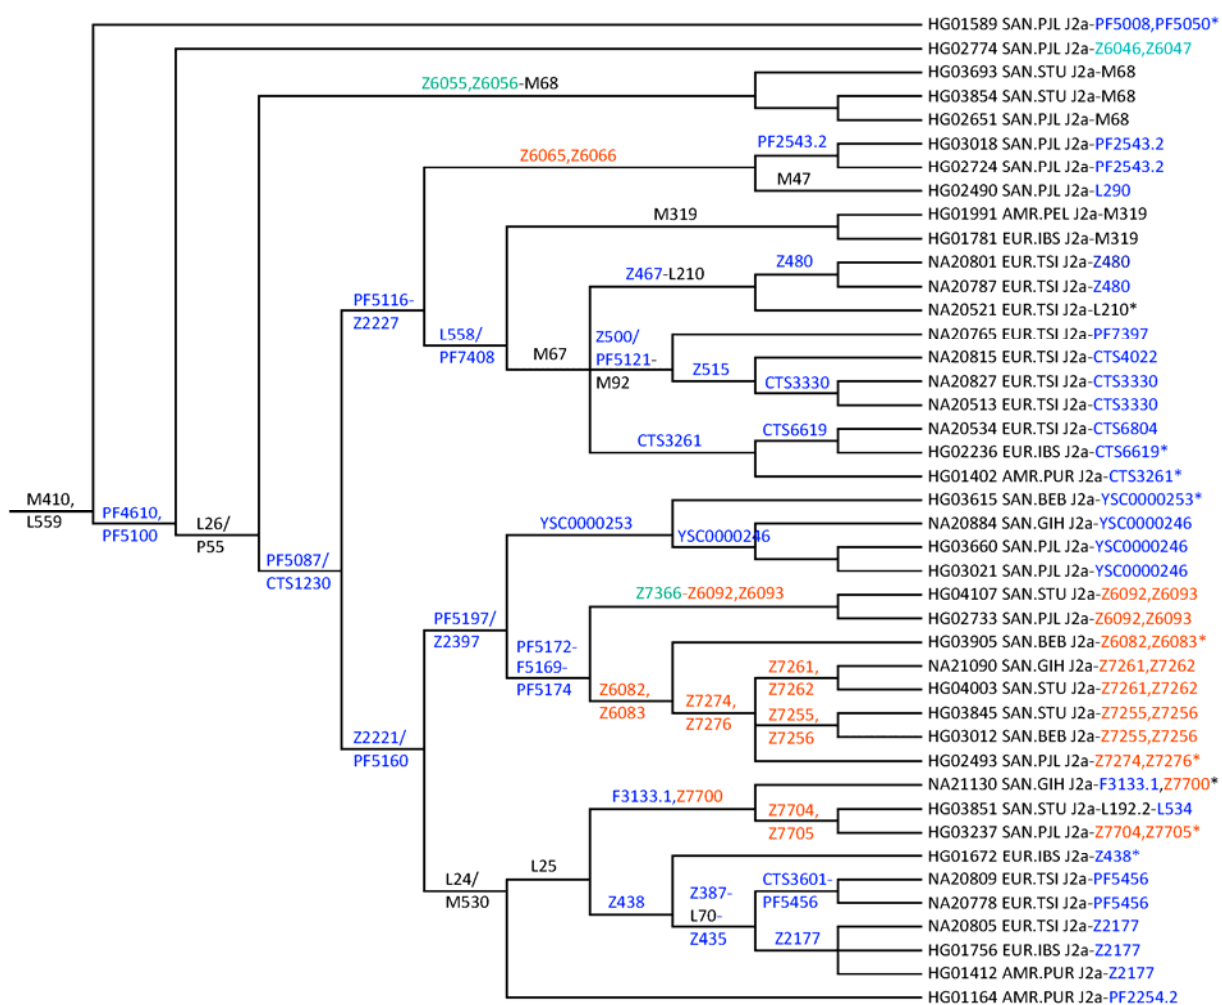 HG01589 SAN.PJL J2a-PF5008,PF5050*
HG02774 SAN.PJL J2a-Z6046,Z6047
HG03693 SAN.STU J2a-M68
Z6055,Z6056-M68
HG03854 SAN.STU J2a-M68
HG02651 SAN.PJL J2a-M68
PF2543.2
HG03018 SAN.PJL J2a-PF2543.2
Z6065,Z6066
HG02724 SAN.PJL J2a-PF2543.2
M47
HG02490 SAN.PJL J2a-L290
M319
HG01991 AMR.PEL J2a-M319
HG01781 EUR.IBS J2a-M319
Z480
HG20801 EUR.TSI J2a-Z480
Z467-L210
NA20787 EUR.TSI J2a-Z480
PF5116-
Z2227
NA20521 EUR.TSI J2a-L210*
L558/
PF7408
Z500/
PF5121-
M92
NA20765 EUR.TSI J2a-PF7397
M67
NA20815 EUR.TSI J2a-CTS4022
Z515
CTS3330
NA20827 EUR.TSI J2a-CTS3330
NA20513 EUR.TSI J2a-CTS3330
CTS6619
NA20534 EUR.TSI J2a-CTS6804
CTS3261
HG02236 EUR.IBS J2a-CTS6619*
HG01402 AMR.PUR J2a-CTS3261*
M410,
L559
PF4610,
PF5100
L26/
P55
PF5087/
CTS1230
HG03615 SAN.BEB J2a-YSC0000253*
YSC0000253
NA20884 SAN.GIH J2a-YSC0000246
YSC0000246
HG03660 SAN.PJL J2a-YSC0000246
HG03021 SAN.PJL J2a-YSC0000246
Z7366-Z6092,Z6093
HG04107 SAN.STU J2a-Z6092,Z6093
PF5197/
Z2397
HG02733 SAN.PJL J2a-Z6092,Z6093
PF5172-
F5169-
PF5174
HG03905 SAN.BEB J2a-Z6082,Z6083*
Z7261,
Z7262
NA21090 SAN.GIH J2a-Z7261,Z7262
Z6082,
Z6083
HG04003 SAN.STU J2a-Z7261,Z7262
Z7274,
Z7276
Z7255,
Z7256
HG03845 SAN.STU J2a-Z7255,Z7256
HG03012 SAN.BEB J2a-Z7255,Z7256
Z2221/
PF5160
HG02493 SAN.PJL J2a-Z7274,Z7276*
NA21130 SAN.GIH J2a-F3133.1,Z7700*
F3133.1,Z7700
Z7704,
Z7705
HG03851 SAN.STU J2a-L192.2-L534
HG03237 SAN.PJL J2a-Z7704,Z7705*
HG01672 EUR.IBS J2a-Z438*
L25
L24/
M530
CTS3601-
PF5456
NA20809 EUR.TSI J2a-PF5456
Z438
Z387-
L70-
Z435
NA20778 EUR.TSI J2a-PF5456
NA20805 EUR.TSI J2a-Z2177
Z2177
HG01756 EUR.IBS J2a-Z2177
HG01412 AMR.PUR J2a-Z2177
HG01164 AMR.PUR J2a-PF2254.2